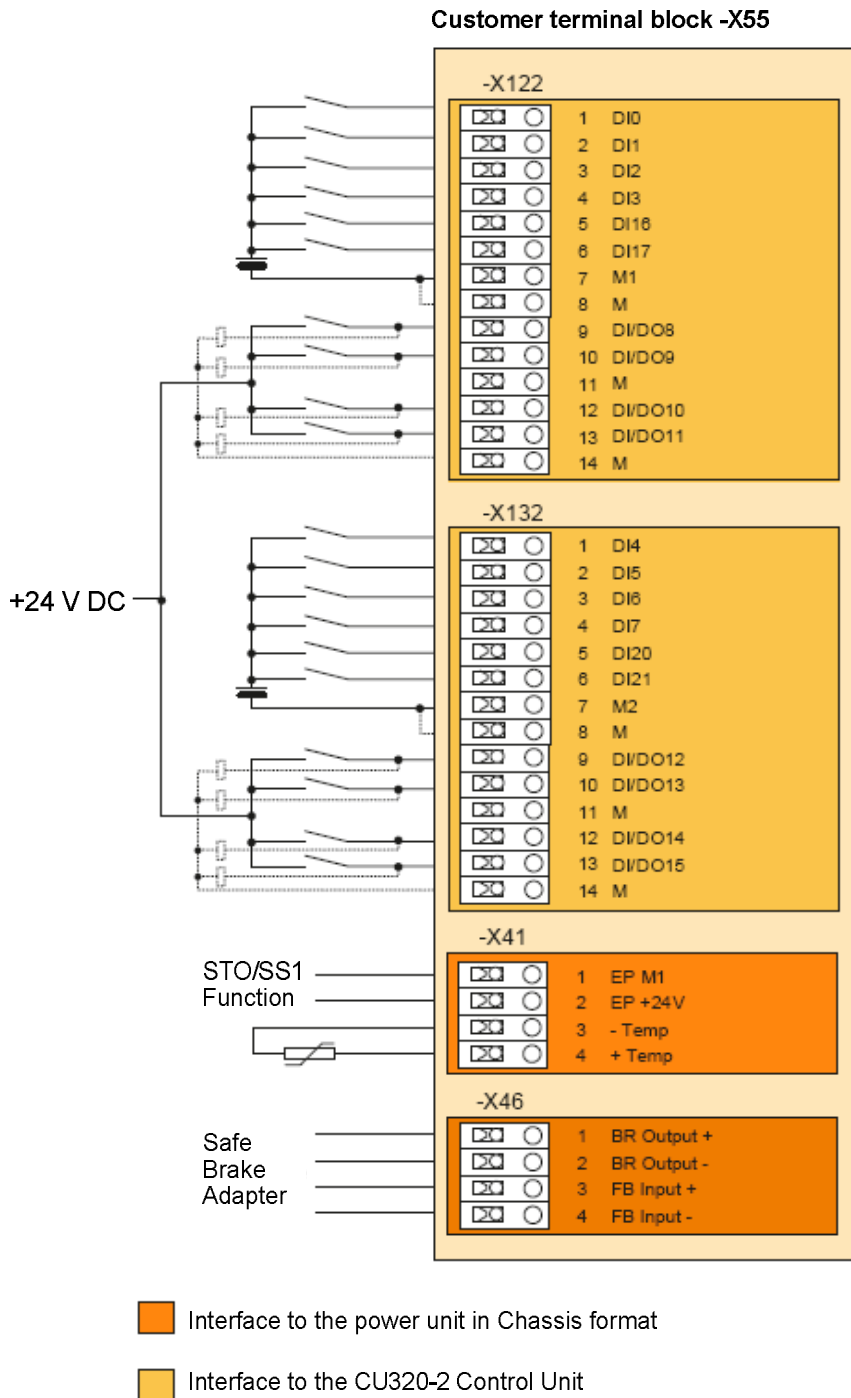 Customer terminal block -X55
-X122
1 DI0
2 DI1
3 DI2
4 DI3
5 DI16
6 DI17
7 M1
8 M
9 DI/DO8
10 DI/DO9
11 M
12 DI/DO10
13 DI/DO11
14 M
-X132
1 DI4
2 DI5
3 DI6
4 DI7
5 DI20
6 DI21
7 M2
8 M
9 DI/DO12
10 DI/DO13
11 M
12 DI/DO14
13 DI/DO15
14 M
+24 V DC
-X41
STO/SS1
Function
1 EP M1
2 EP +24V
3 - Temp
4 + Temp
-X46
Safe
Brake
Adapter
1 BR Output +
2 BR Output -
3 FB Input +
4 FB Input -
Interface to the power unit in Chassis format
Interface to the CU320-2 Control Unit